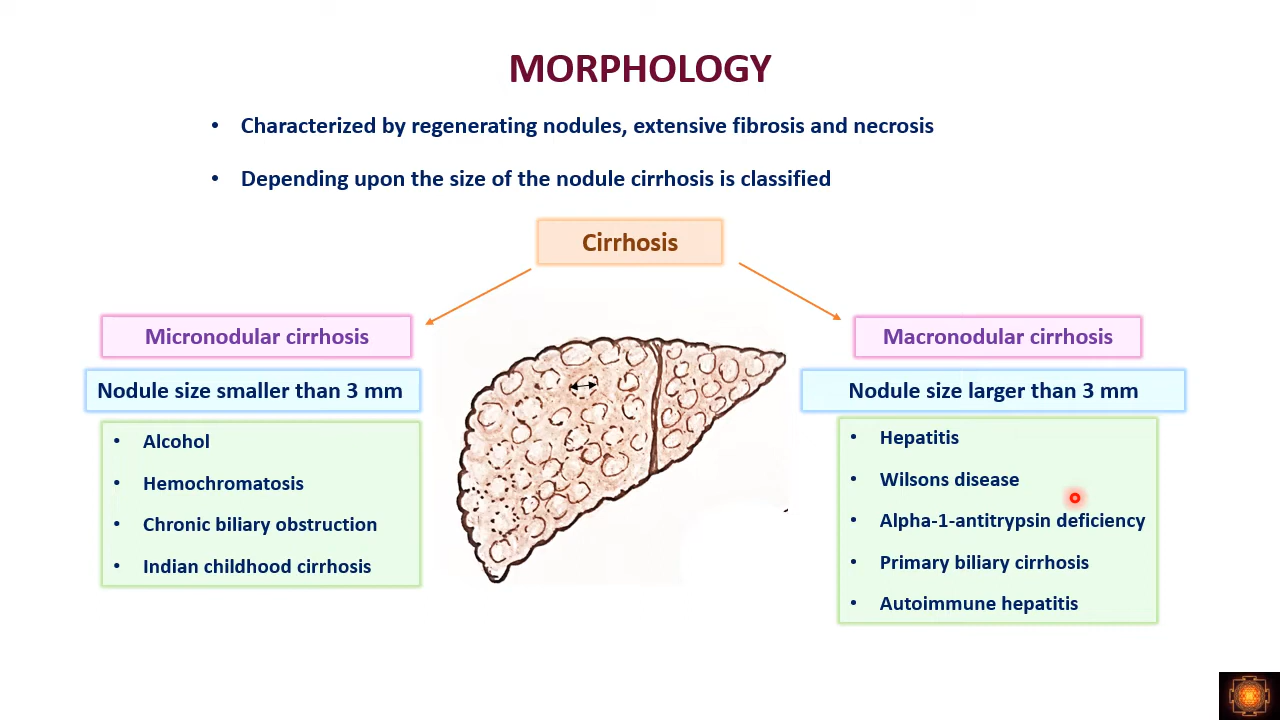 MORPHOLOGY
• Characterized by regenerating nodules, extensive fibrosis and necrosis
• Depending upon the size of the nodule cirrhosis is classified
Cirrhosis
Micronodular cirrhosis
Nodule size smaller than 3 mm
• Alcohol
• Hemochromatosis
• Chronic biliary obstruction
• Indian childhood cirrhosis
Macronodular cirrhosis
Nodule size larger than 3 mm
• Hepatitis
• Wilsons disease
• Alpha-1-antitrypsin deficiency
• Primary biliary cirrhosis
• Autoimmune hepatitis